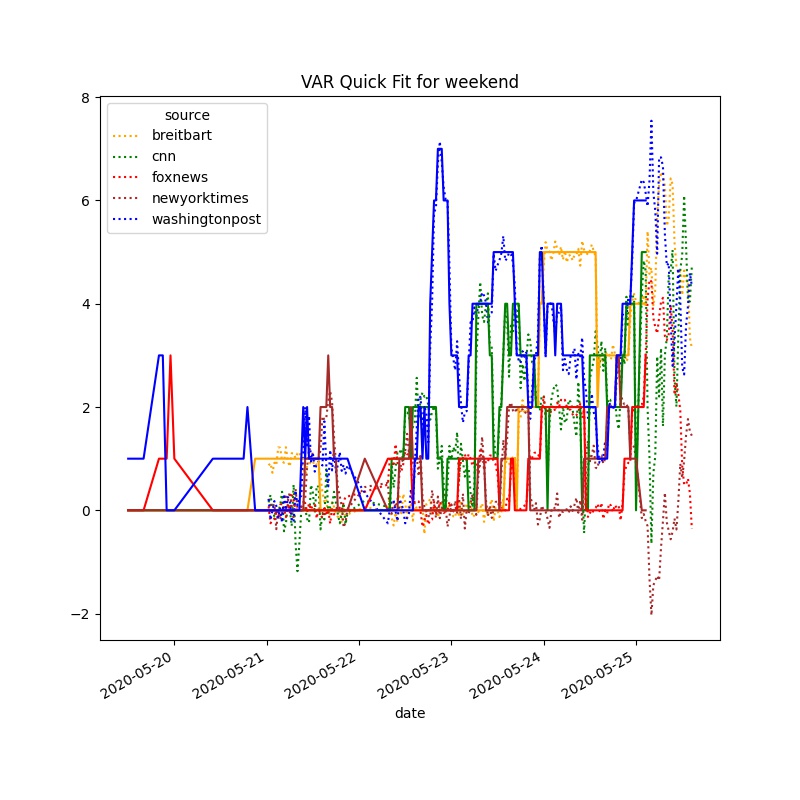 VAR Quick Fit for weekend
8
6
4
2
0
−2
source
breitbart
cnn
foxnews
newyorktimes
washingtonpost
2020-05-20
2020-05-21
2020-05-22
2020-05-23
2020-05-24
2020-05-25
date